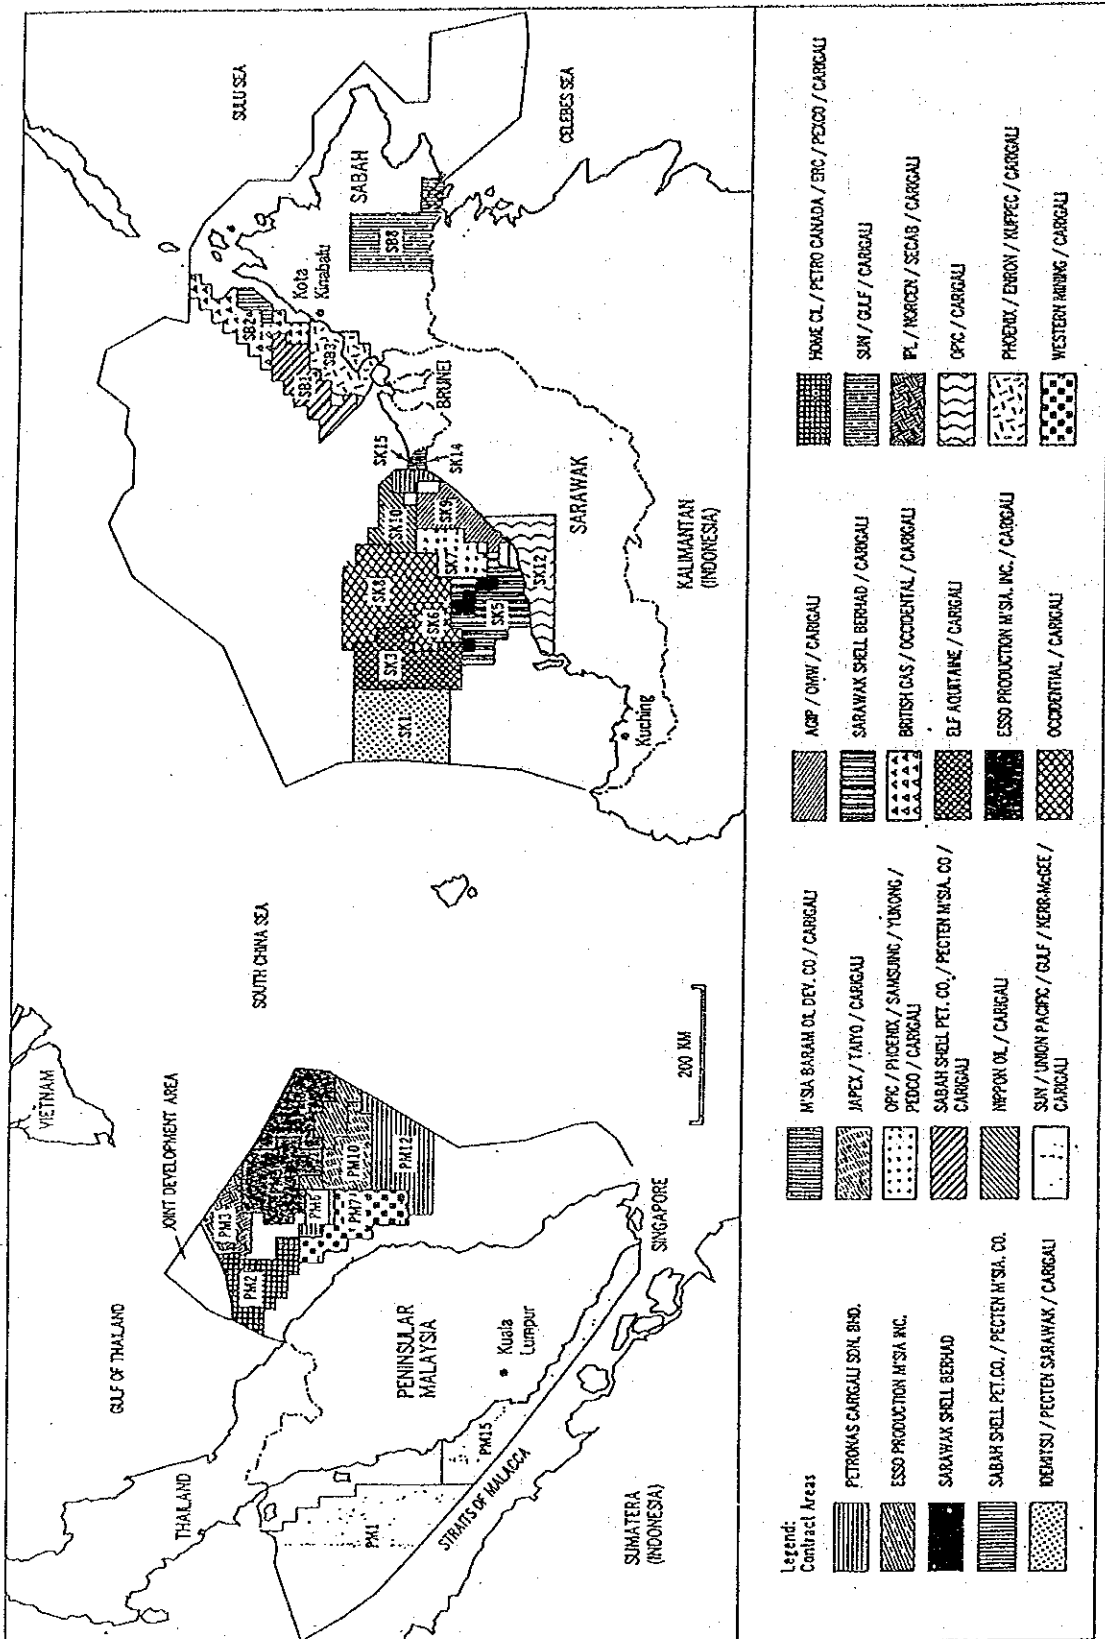 VIETNAM
GULF OF THAILAND
THAILAND
JOINT DEVELOPMENT AREA
SOUTH CHINA SEA
SULU SEA
CELEBES SEA
SABAH
Kota
Kinabalu
BRUNEI
SARAWAK
KALIMANTAN
(INDONESIA)
Kuching
PENINSULAR
MALAYSIA
Kuala
Lumpur
SINGAPORE
STRAITS OF MALACCA
SUMATERA
(INDONESIA)
200 KM
PM1
PM15
PM2
PM3
PM5
PM6
PM7
PM10
PM12
SK1
SK3
SK8
SK6
SK5
SK7
SK10
SK9
SK12
SK15
SK14
SB1
SB2
SB3
SB8
Legend:
Contract Areas
PETRONAS CARIGALI SDN. BHD.
ESSO PRODUCTION M'SIA INC.
SARAWAK SHELL BERHAD
SABAH SHELL PET.CO. / PECTEN M'SIA. CO.
IDEMITSU / PECTEN SARAWAK / CARIGALI
M'SIA BARAM OIL DEV. CO / CARIGALI
JAPEX / TAIYO / CARIGALI
OPIC / PHOENIX / SAMSUNG / YUKONG /
PEDCO / CARIGALI
SABAH SHELL PET. CO. / PECTEN M'SIA. CO /
CARIGALI
NIPPON OIL / CARIGALI
SUN / UNION PACIFIC / GULF / KERR-McGEE /
CARIGALI
AGIP / OMW / CARIGALI
SARAWAK SHELL BERHAD / CARIGALI
BRITISH GAS / OCCIDENTAL / CARIGALI
ELF AQUITAINE / CARIGALI
ESSO PRODUCTION M'SIA. INC. / CARIGALI
OCCIDENTAL / CARIGALI
HOME OIL / PETRO CANADA / ERC / PEXCO / CARIGALI
SUN / GULF / CARIGALI
IPL / NORCEN / SECAB / CARIGALI
OPIC / CARIGALI
PHOENIX / ENRON / KUFPEC / CARIGALI
WESTERN MINING / CARIGALI